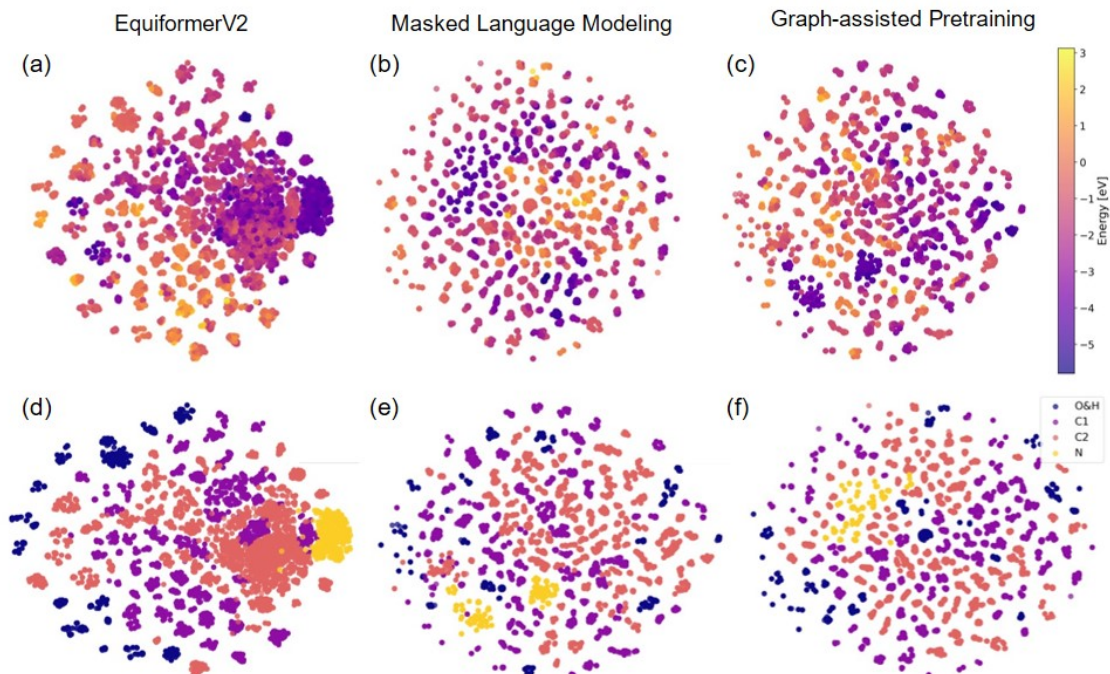 EquiformerV2
Masked Language Modeling
Graph-assisted Pretraining
(a)
(b)
(c)
3
2
1
0
−1
−2
−3
−4
−5
Energy [eV]
(d)
(e)
(f)
O&H
C1
C2
N